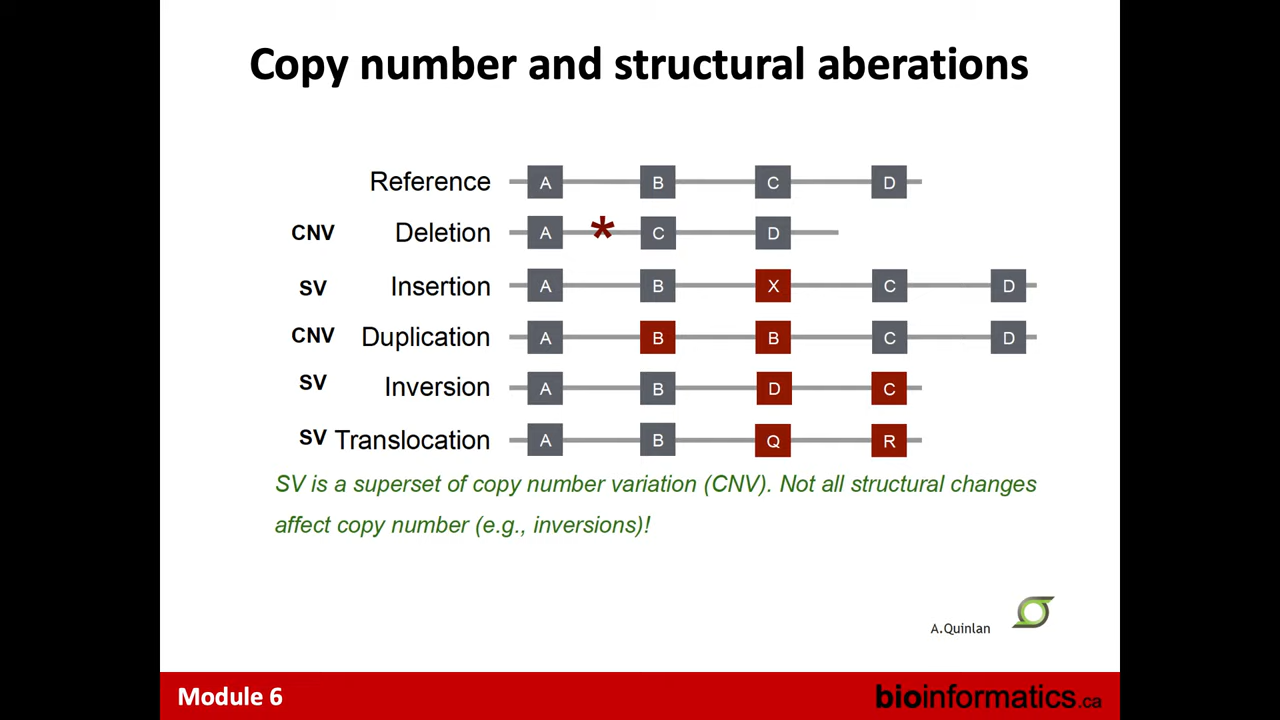 Copy number and structural aberations
Reference A B C D
CNV Deletion A * C D
SV Insertion A B X C D
CNV Duplication A B B C D
SV Inversion A B D C
SV Translocation A B Q R
SV is a superset of copy number variation (CNV). Not all structural changes
affect copy number (e.g., inversions)!
A.Quinlan
Module 6
bioinformatics.ca